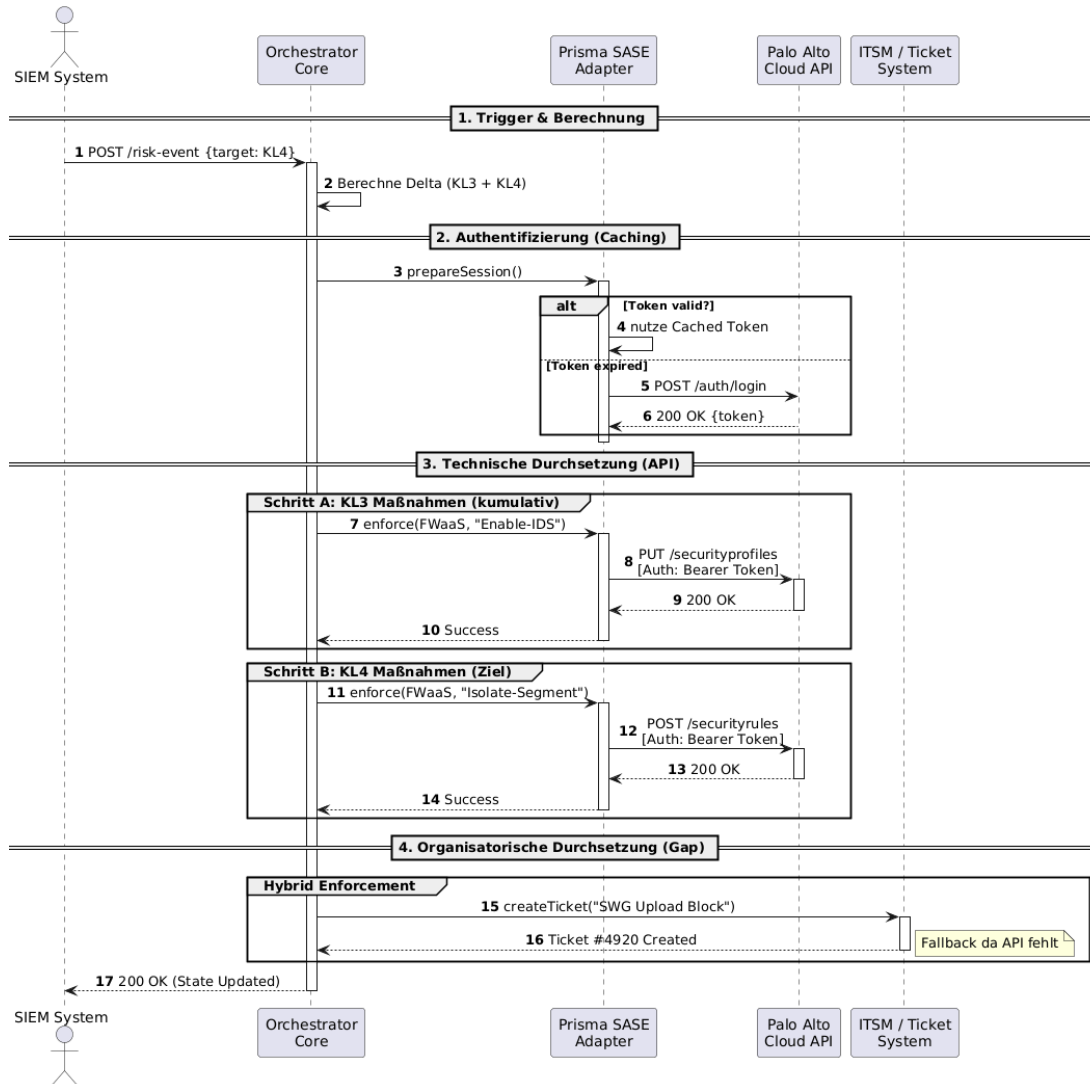 SIEM System
Orchestrator
Core
Prisma SASE
Adapter
Palo Alto
Cloud API
ITSM / Ticket
System
1. Trigger & Berechnung
1 POST /risk-event {target: KL4}
2 Berechne Delta (KL3 + KL4)
2. Authentifizierung (Caching)
3 prepareSession()
alt [Token valid?]
4 nutze Cached Token
[Token expired]
5 POST /auth/login
6 200 OK {token}
3. Technische Durchsetzung (API)
Schritt A: KL3 Maßnahmen (kumulativ)
7 enforce(FWaaS, "Enable-IDS")
8 PUT /securityprofiles
[Auth: Bearer Token]
9 200 OK
10 Success
Schritt B: KL4 Maßnahmen (Ziel)
11 enforce(FWaaS, "Isolate-Segment")
12 POST /securityrules
[Auth: Bearer Token]
13 200 OK
14 Success
4. Organisatorische Durchsetzung (Gap)
Hybrid Enforcement
15 createTicket("SWG Upload Block")
16 Ticket #4920 Created
Fallback da API fehlt
17 200 OK (State Updated)
SIEM System
Orchestrator
Core
Prisma SASE
Adapter
Palo Alto
Cloud API
ITSM / Ticket
System